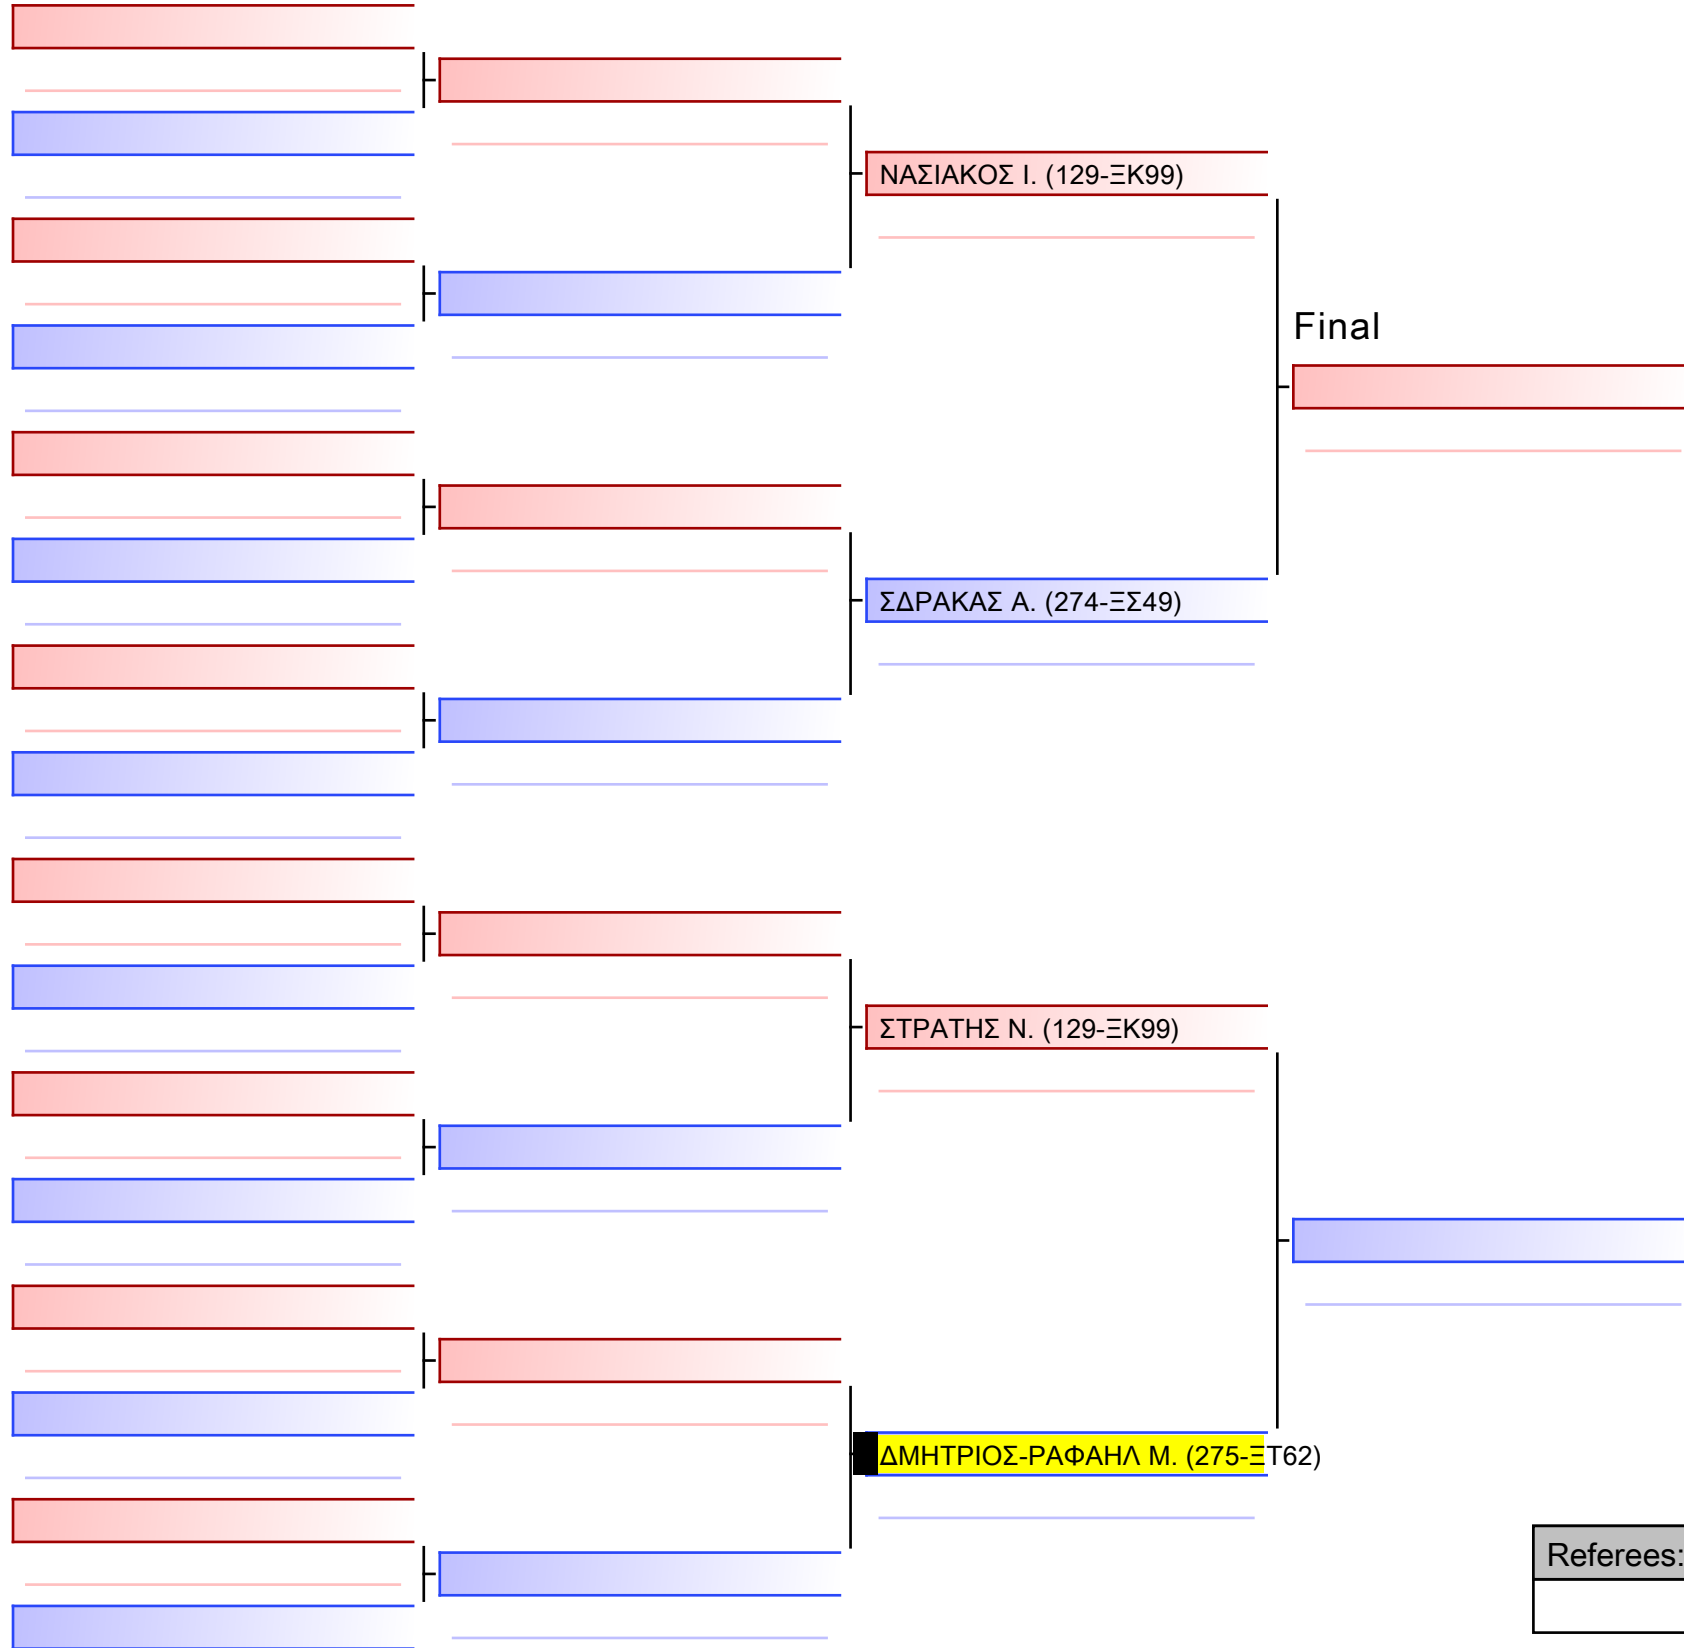 ΝΑΣΙΑΚΟΣ Ι. (129-ΞΚ99)
Final
ΣΔΡΑΚΑΣ Α. (274-ΞΣ49)
ΣΤΡΑΤΗΣ Ν. (129-ΞΚ99)
ΔΜΗΤΡΙΟΣ-ΡΑΦΑΗΛ Μ. (275-ΞΤ62)
Referees: